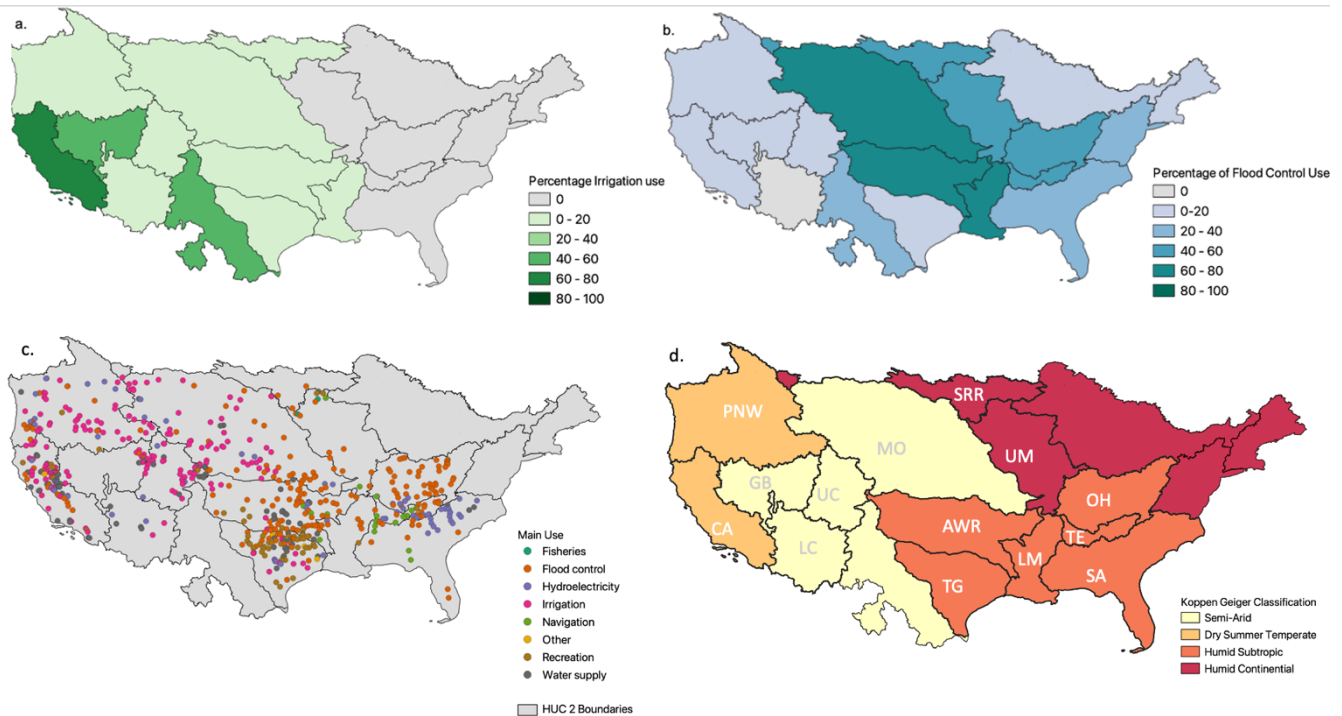 a.
Percentage Irrigation use
0
0 - 20
20 - 40
40 - 60
60 - 80
80 - 100
b.
Percentage of Flood Control Use
0
0-20
20 - 40
40 - 60
60 - 80
80 - 100
c.
Main Use
Fisheries
Flood control
Hydroelectricity
Irrigation
Navigation
Other
Recreation
Water supply
HUC 2 Boundaries
d.
PNW
SRR
MO
UM
GB
UC
OH
CA
AWR
TE
LC
LM
TG
SA
Koppen Geiger Classification
Semi-Arid
Dry Summer Temperate
Humid Subtropic
Humid Continental